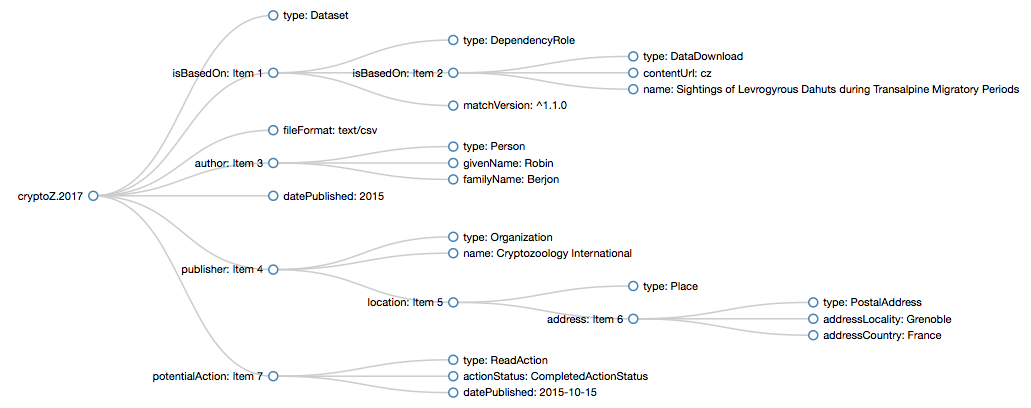 type: Dataset
type: DependencyRole
type: DataDownload
isBasedOn: Item 1
isBasedOn: Item 2
contentUrl: cz
name: Sightings of Levrogyrous Dahuts during Transalpine Migratory Periods
matchVersion: ^1.1.0
fileFormat: text/csv
type: Person
author: Item 3
givenName: Robin
familyName: Berjon
cryptoZ.2017
datePublished: 2015
type: Organization
name: Cryptozoology International
publisher: Item 4
type: Place
location: Item 5
type: PostalAddress
address: Item 6
addressLocality: Grenoble
addressCountry: France
type: ReadAction
potentialAction: Item 7
actionStatus: CompletedActionStatus
datePublished: 2015-10-15